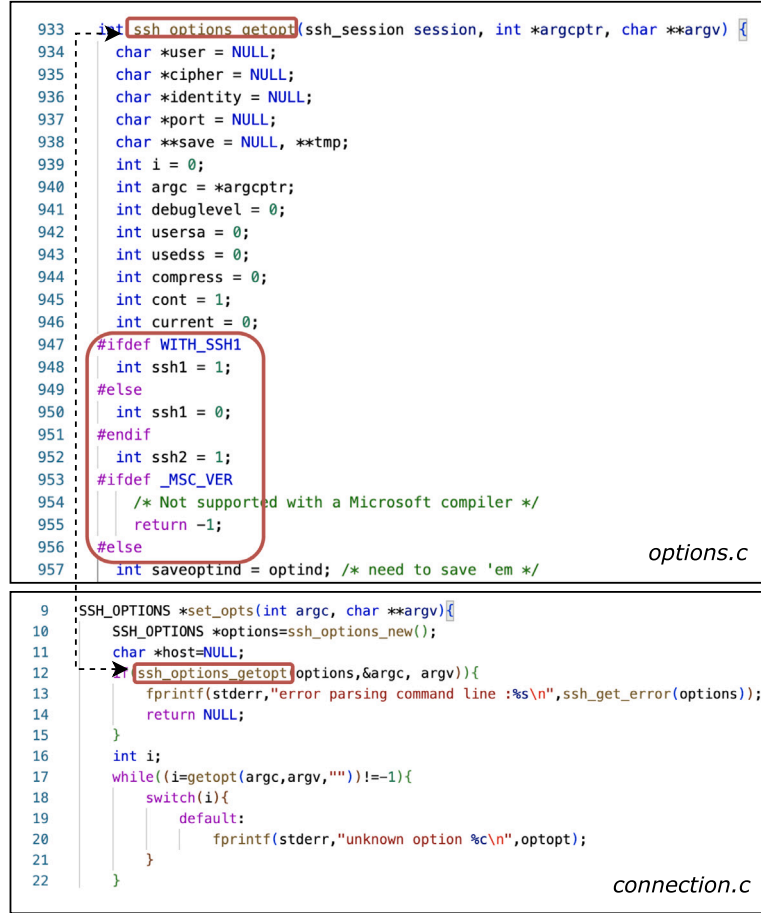 933 int ssh_options_getopt(ssh_session session, int *argcptr, char **argv) {
934 char *user = NULL;
935 char *cipher = NULL;
936 char *identity = NULL;
937 char *port = NULL;
938 char **save = NULL, **tmp;
939 int i = 0;
940 int argc = *argcptr;
941 int debuglevel = 0;
942 int usersa = 0;
943 int usedss = 0;
944 int compress = 0;
945 int cont = 1;
946 int current = 0;
947 #ifdef WITH_SSH1
948 int ssh1 = 1;
949 #else
950 int ssh1 = 0;
951 #endif
952 int ssh2 = 1;
953 #ifdef _MSC_VER
954 /* Not supported with a Microsoft compiler */
955 return -1;
956 #else
957 int saveoptind = optind; /* need to save 'em */
options.c
9 SSH_OPTIONS *set_opts(int argc, char **argv){
10 SSH_OPTIONS *options=ssh_options_new();
11 char *host=NULL;
12 if(ssh_options_getopt(options,&argc, argv)){
13 fprintf(stderr,"error parsing command line :%s\n",ssh_get_error(options));
14 return NULL;
15 }
16 int i;
17 while((i=getopt(argc,argv,""))!=-1){
18 switch(i){
19 default:
20 fprintf(stderr,"unknown option %c\n",optopt);
21 }
22 }
connection.c